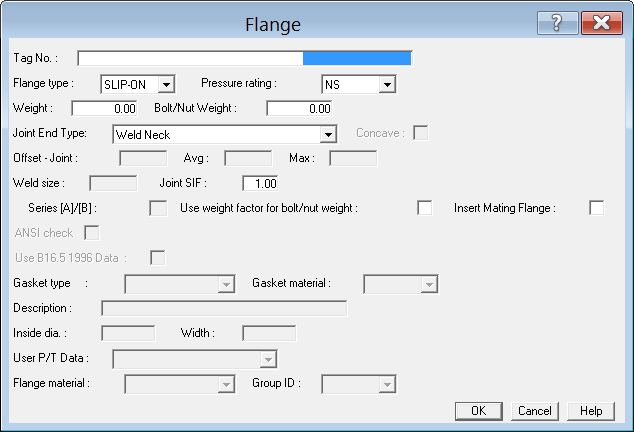 Flange
?
Tag No. :
Flange type : SLIP-ON Pressure rating : NS
Weight : 0.00 Bolt/Nut Weight : 0.00
Joint End Type: Weld Neck Concave :
Offset - Joint : Avg : Max :
Weld size : Joint SIF : 1.00
Series [A]/[B] : Use weight factor for bolt/nut weight : Insert Mating Flange :
ANSI check
Use B16.5 1996 Data :
Gasket type : Gasket material :
Description :
Inside dia. : Width :
User P/T Data :
Flange material : Group ID :
OK Cancel Help